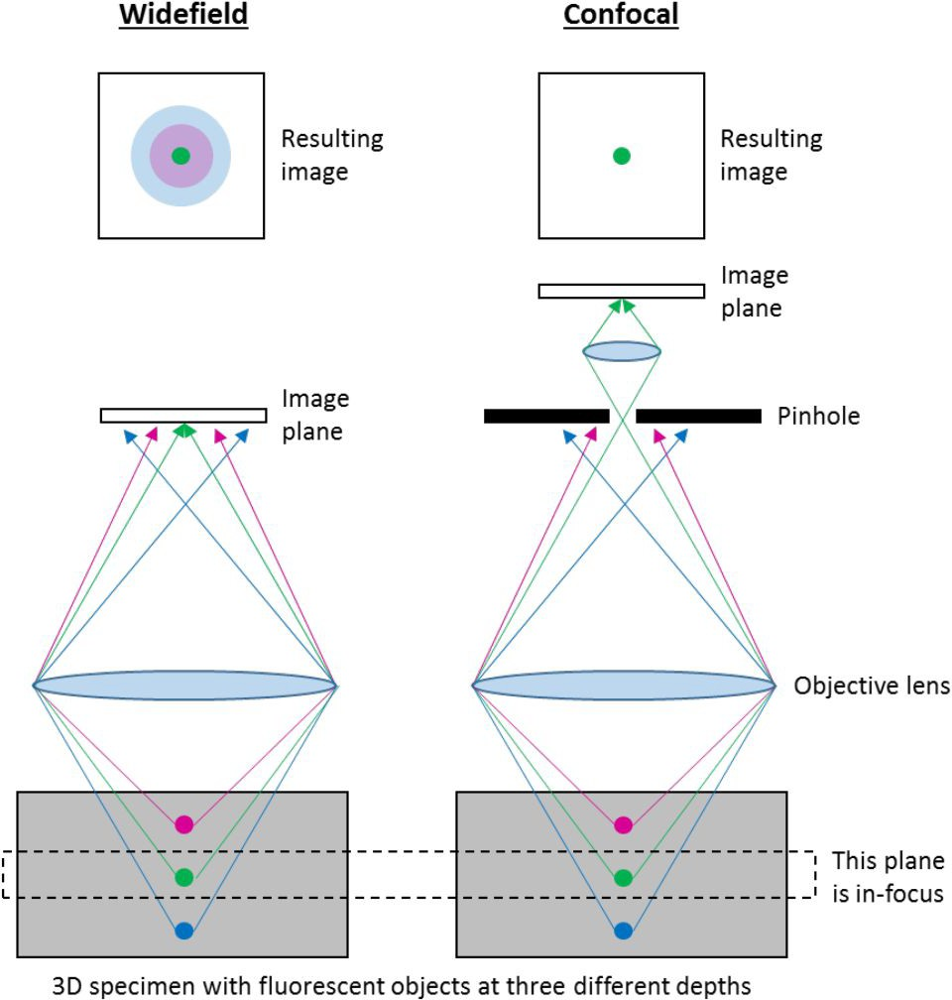 Widefield
Confocal
Resulting
image
Resulting
image
Image
plane
Image
plane
Pinhole
Objective lens
This plane
is in-focus
3D specimen with fluorescent objects at three different depths